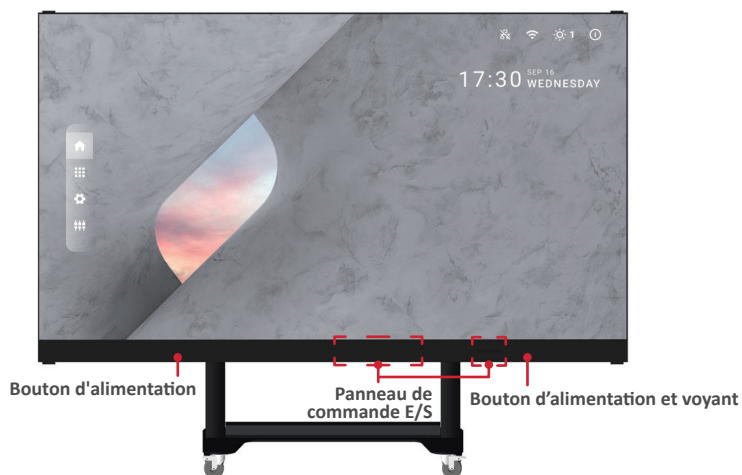 1
17:30 SEP 16 WEDNESDAY
Bouton d'alimentation
Panneau de
commande E/S
Bouton d’alimentation et voyant